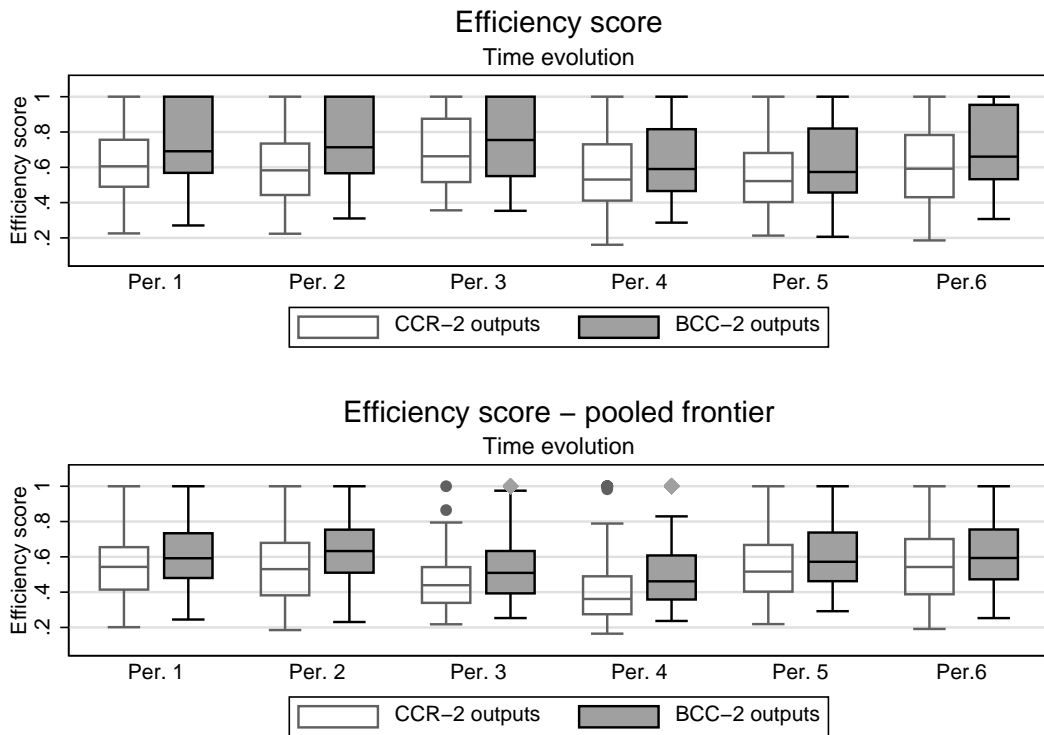 Efficiency score
Time evolution
Efficiency score
1
.8
.6
.4
.2
Per. 1 Per. 2 Per. 3 Per. 4 Per. 5 Per.6
CCR−2 outputs BCC−2 outputs
Efficiency score − pooled frontier
Time evolution
Efficiency score
1
.8
.6
.4
.2
Per. 1 Per. 2 Per. 3 Per. 4 Per. 5 Per.6
CCR−2 outputs BCC−2 outputs